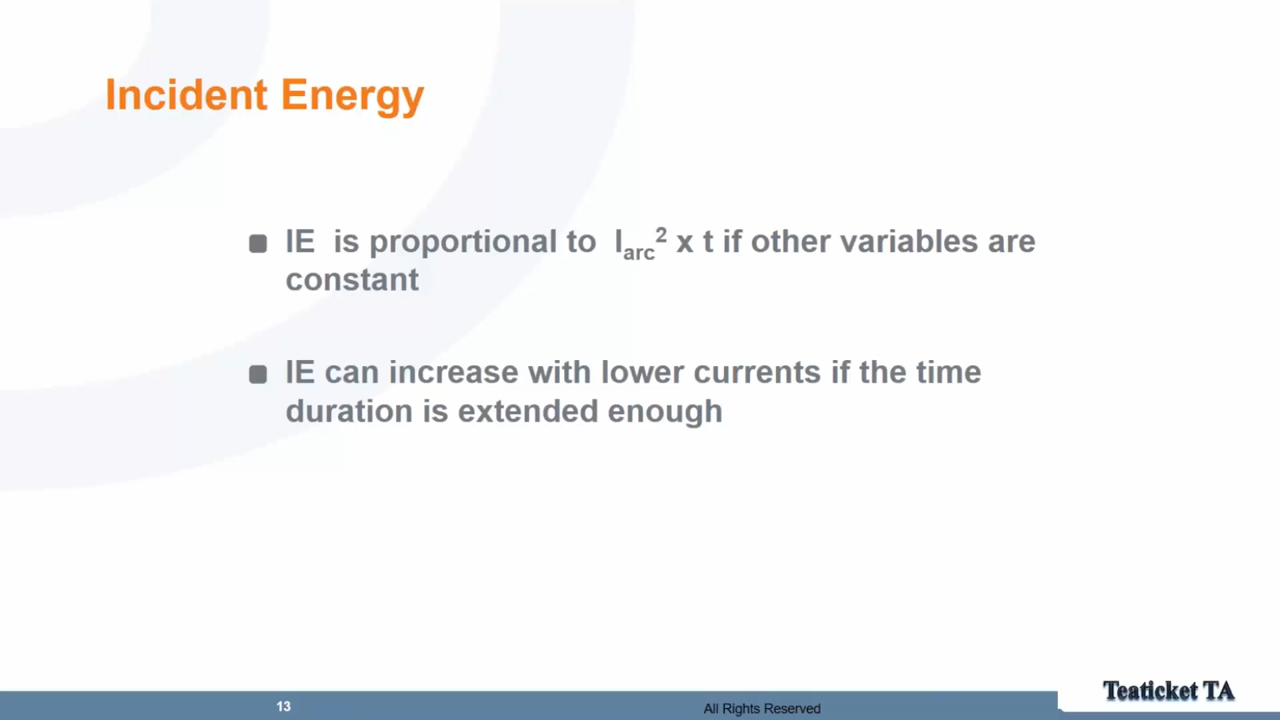 Incident Energy
IE is proportional to Iarc² x t if other variables are
constant
IE can increase with lower currents if the time
duration is extended enough
13
All Rights Reserved
Teaticket TA